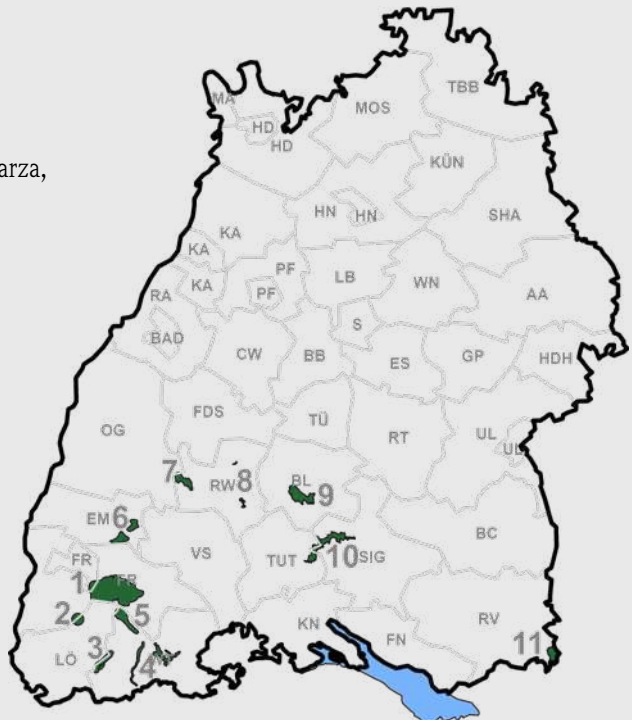 arza,
MA
TBB
MOS
HD
HD
KÜN
HN HN
SHA
KA
KA
KA
PF
PF
LB
WN
AA
RA
BAD
S
CW
BB
ES
GP
HDH
FDS
TÜ
OG
RT
UL
7
RW 8
BL
9
EM 6
VS
TUT
10
SIG
BC
FR
1
FR
2
5
LÖ
3
4
KN
FN
RV
11